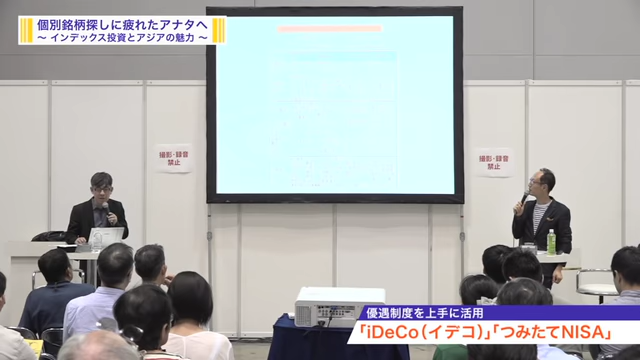 個別銘柄探しに疲れたアナタへ
～ インデックス投資とアジアの魅力 ～
撮影・録音
禁止
撮影・録音
禁止
優遇制度を上手に活用
「iDeCo（イデコ）」「つみたてNISA」